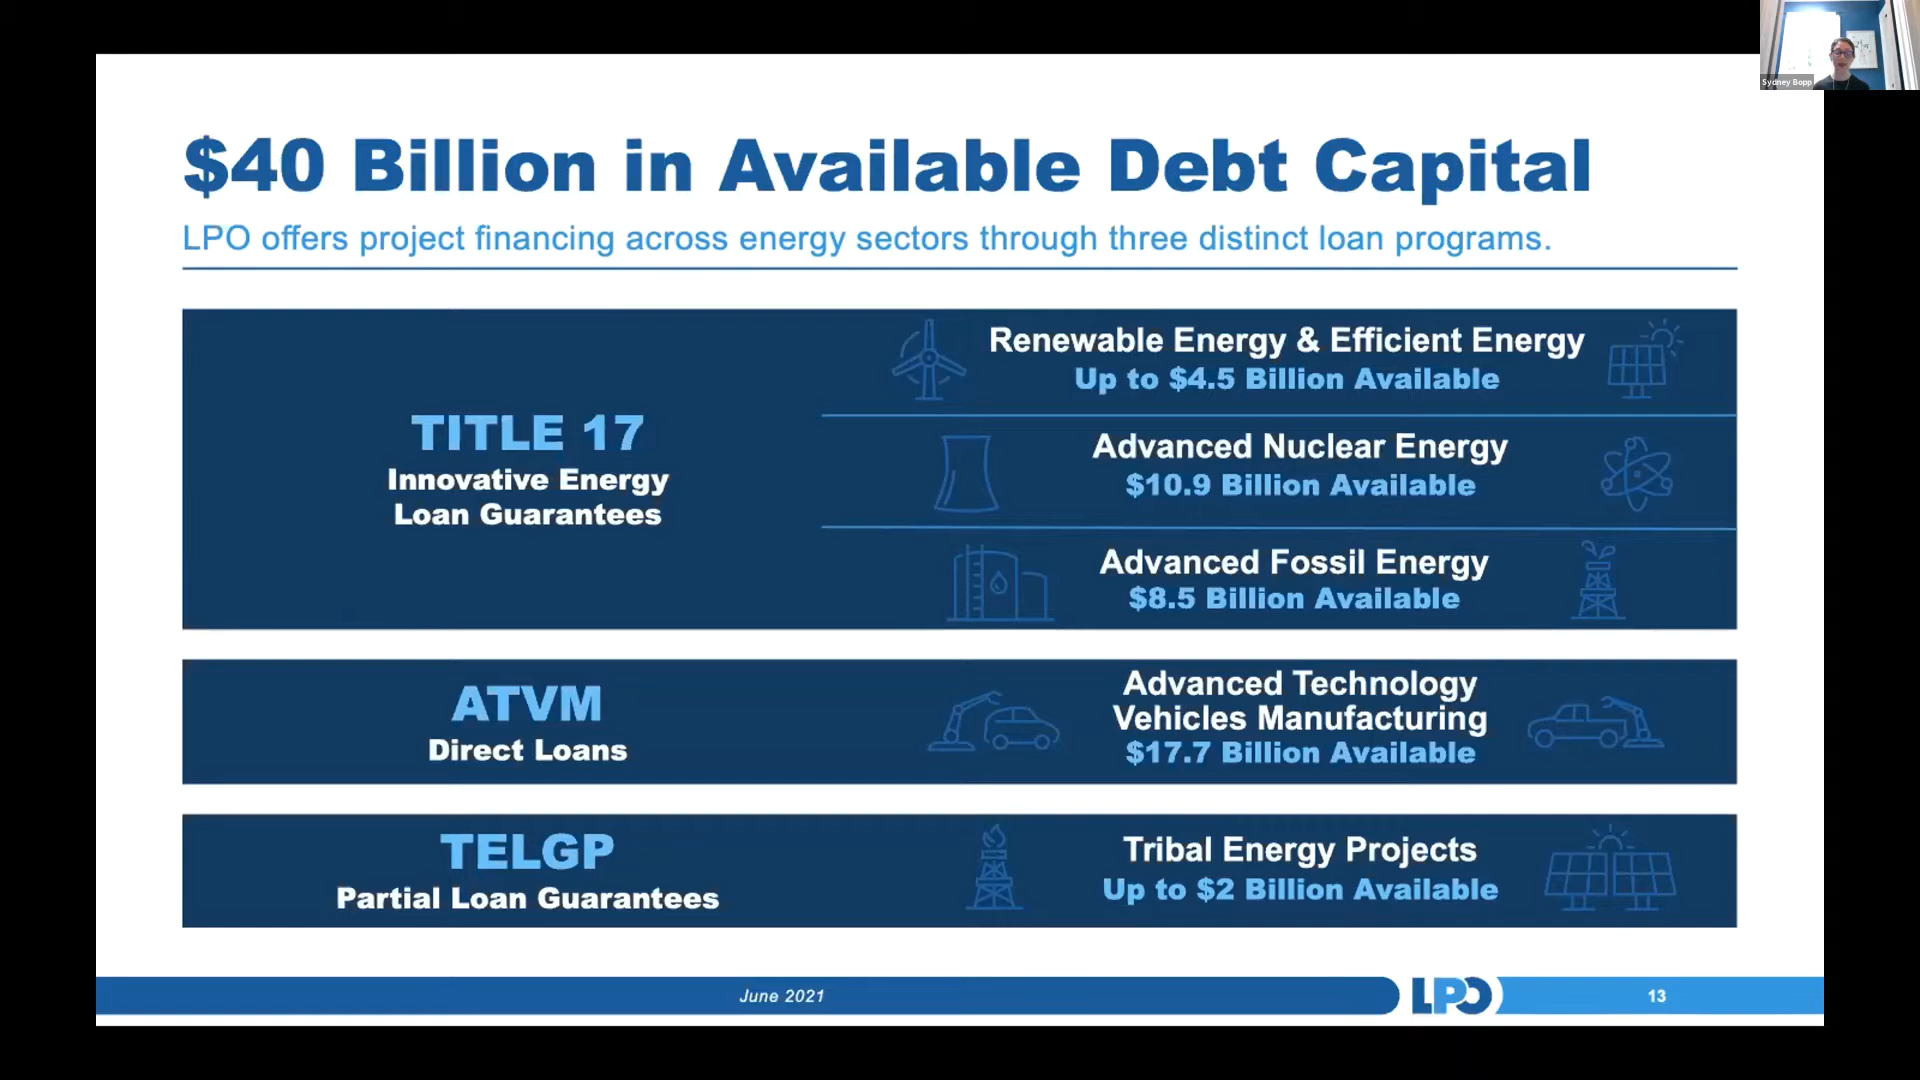 Sydney Bopp
$40 Billion in Available Debt Capital
LPO offers project financing across energy sectors through three distinct loan programs.
TITLE 17
Innovative Energy
Loan Guarantees
Renewable Energy & Efficient Energy
Up to $4.5 Billion Available
Advanced Nuclear Energy
$10.9 Billion Available
Advanced Fossil Energy
$8.5 Billion Available
ATVM
Direct Loans
Advanced Technology
Vehicles Manufacturing
$17.7 Billion Available
TELGP
Partial Loan Guarantees
Tribal Energy Projects
Up to $2 Billion Available
June 2021
LPO
13